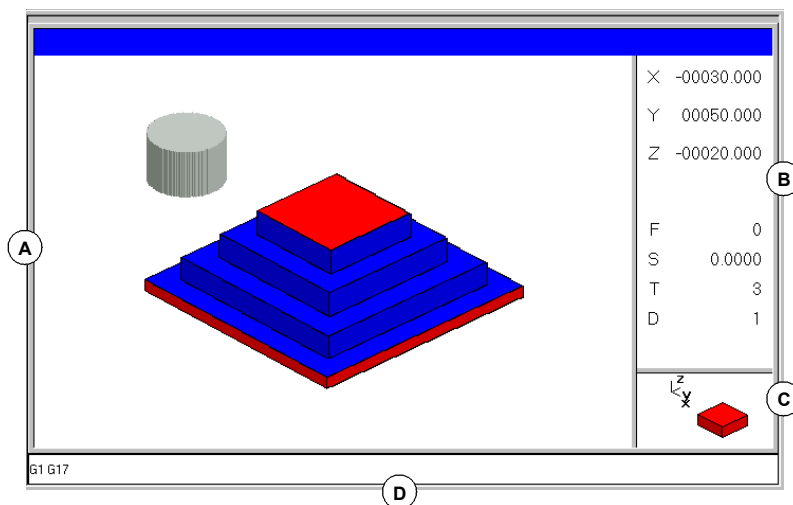 X -00030.000
Y 00050.000
Z -00020.000
B
A
F 0
S 0.0000
T 3
D 1
z
y
x
C
G1 G17
D